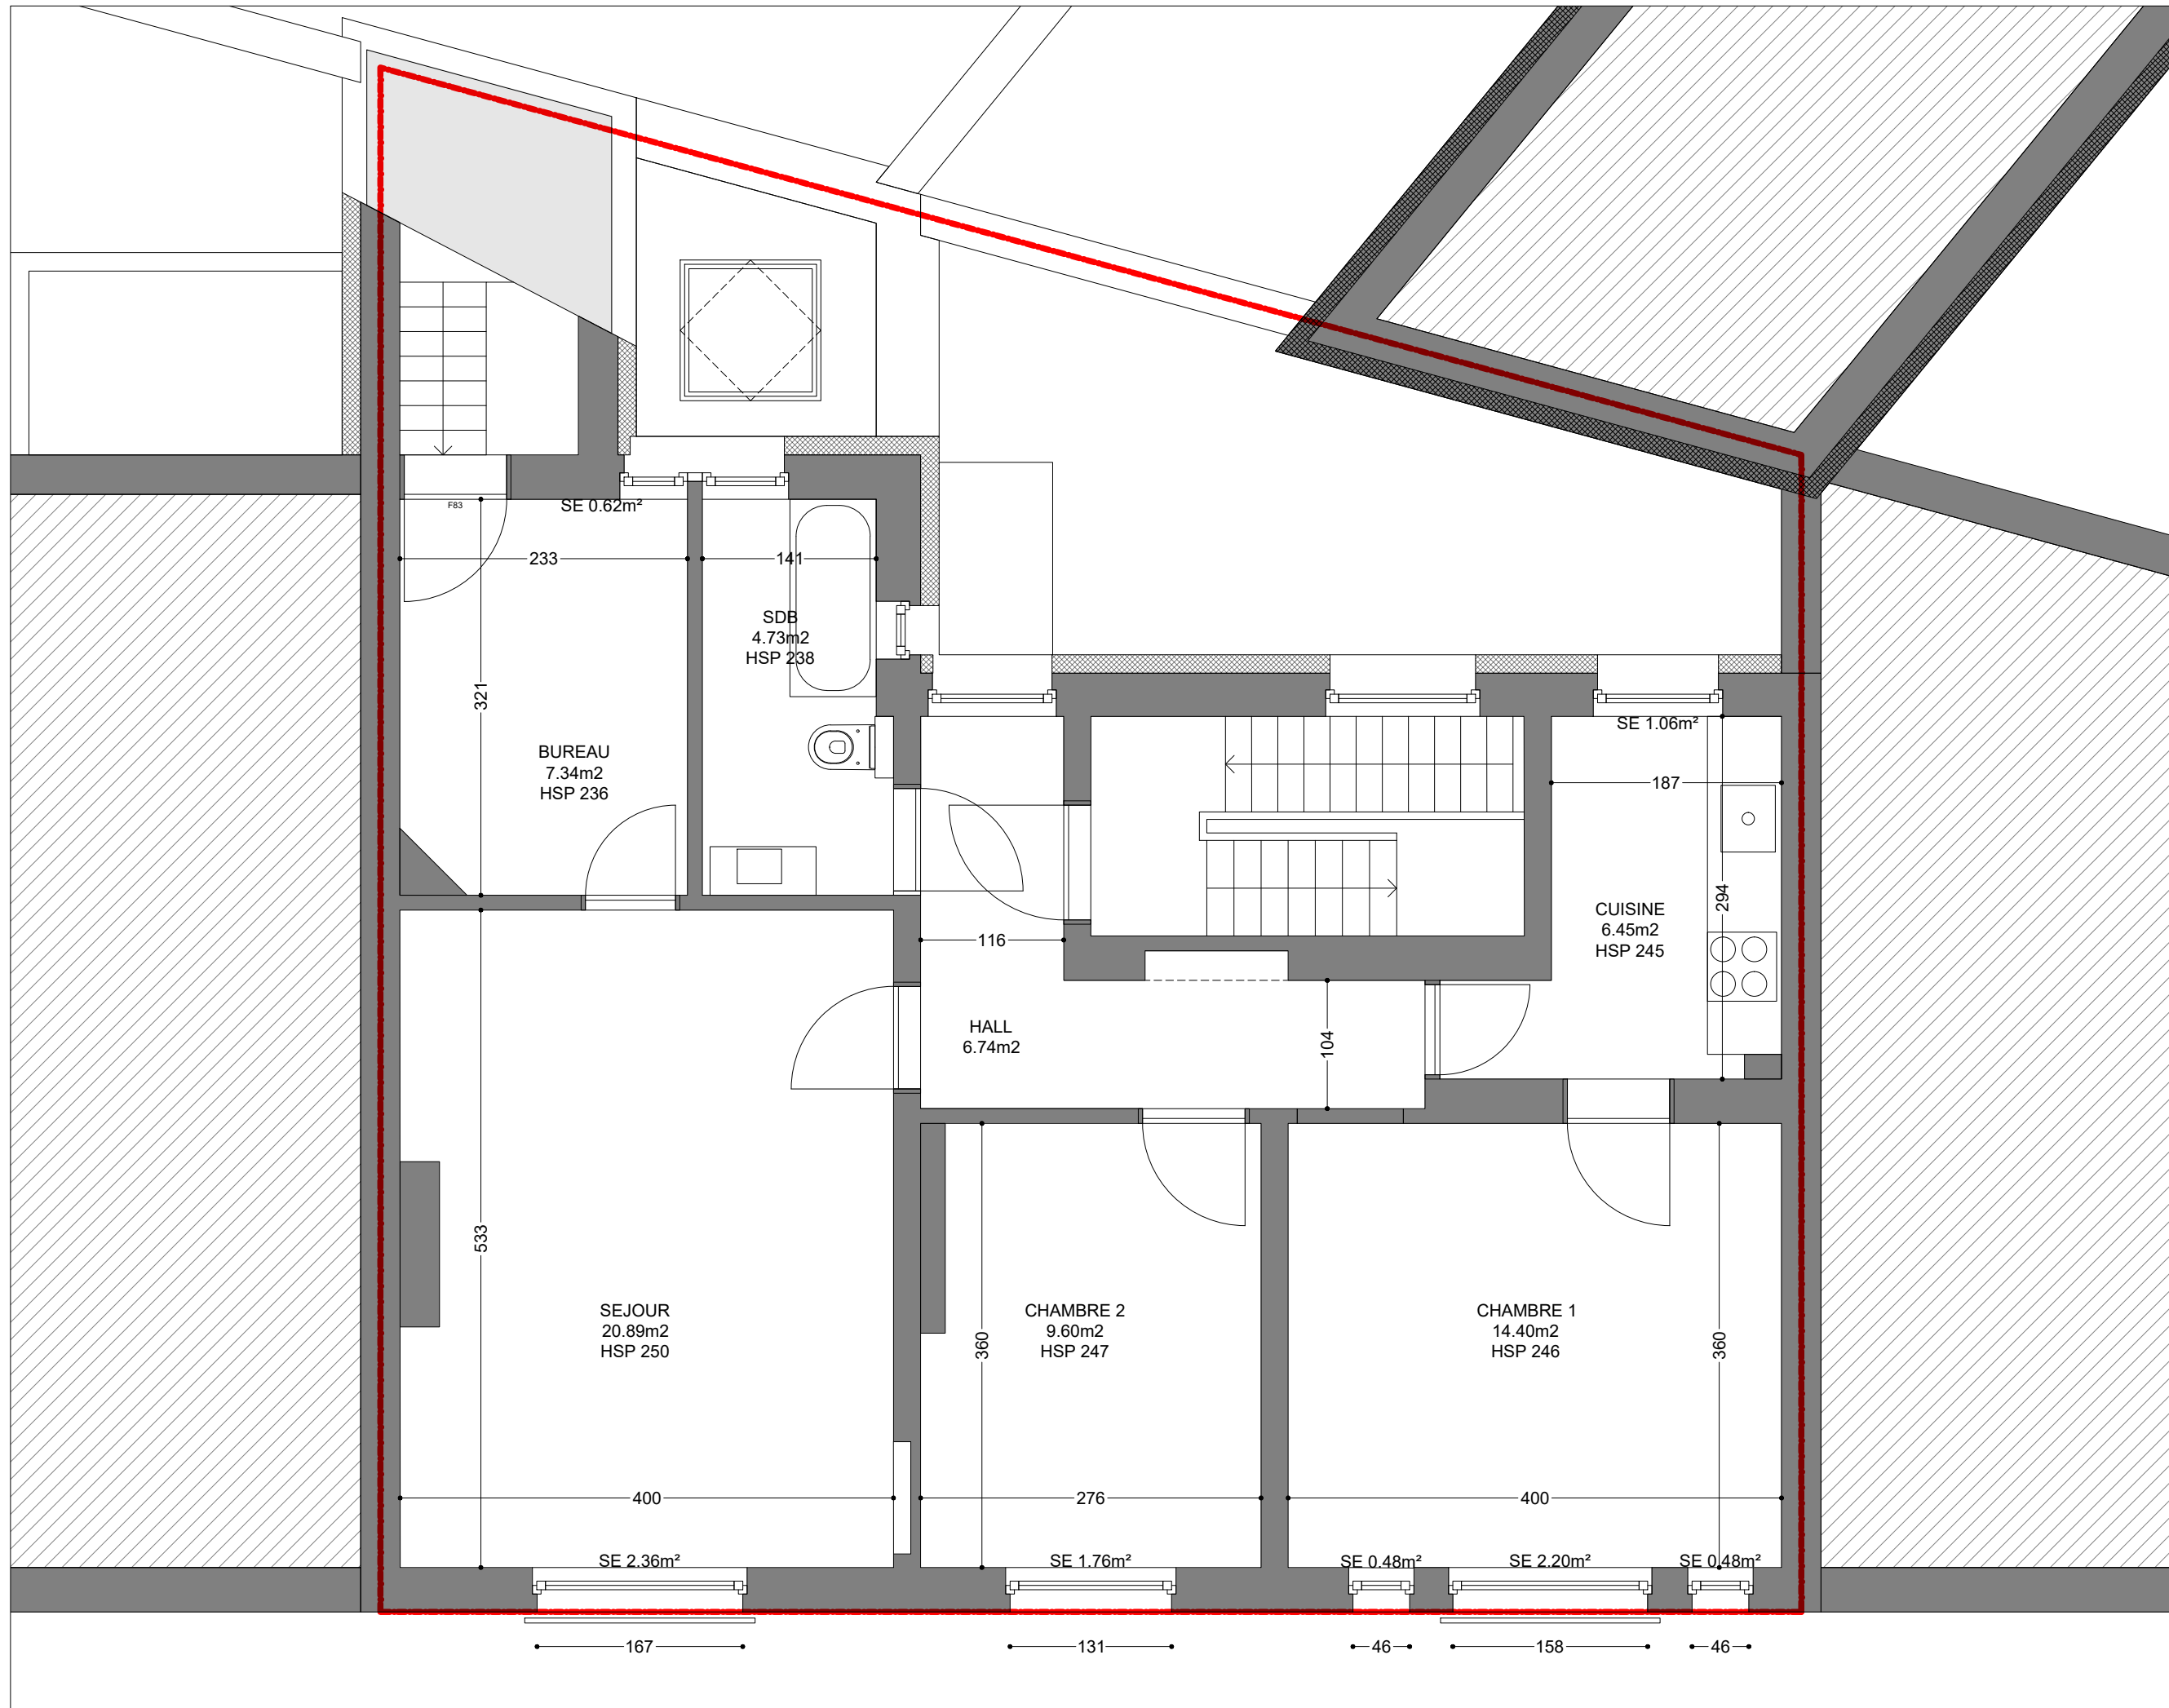 F83
SE 0.62m²
233
141
SDB
4.73m2
HSP 238
321
BUREAU
7.34m2
HSP 236
SE 1.06m²
187
294
CUISINE
6.45m2
HSP 245
116
HALL
6.74m2
104
533
SEJOUR
20.89m2
HSP 250
CHAMBRE 2
9.60m2
HSP 247
360
CHAMBRE 1
14.40m2
HSP 246
360
400
276
400
SE 2.36m²
SE 1.76m²
SE 0.48m²
SE 2.20m²
SE 0.48m²
167
131
46
158
46